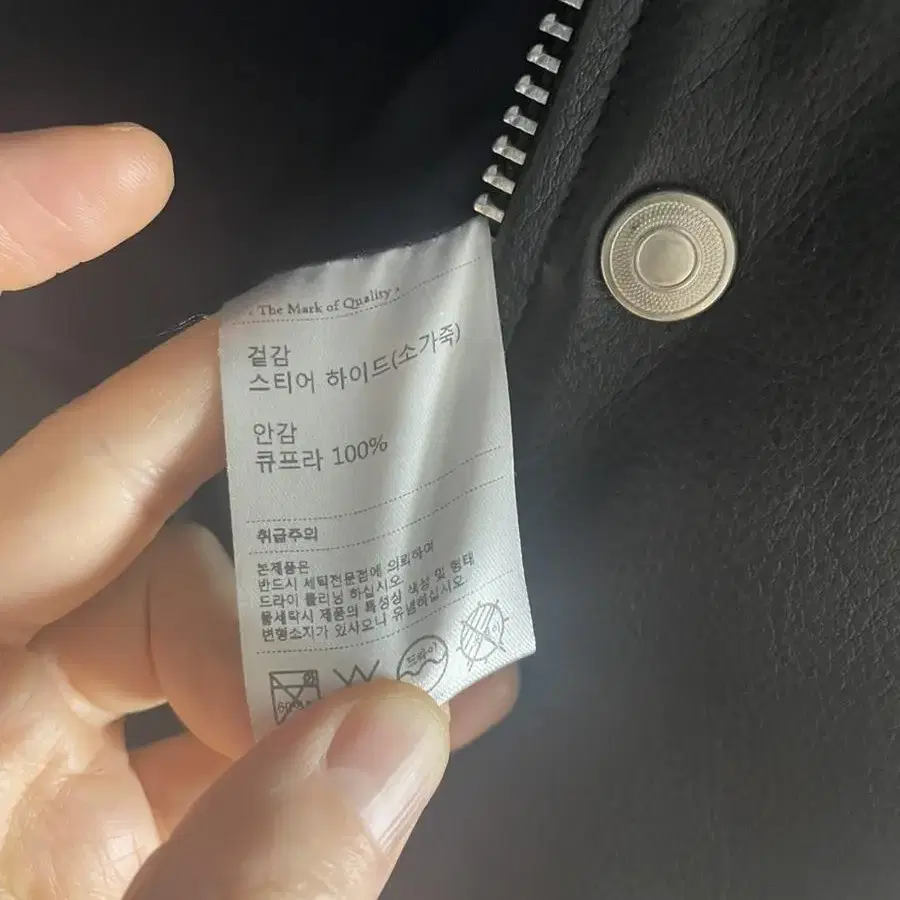 ‹ The Mark of Quality ›
겉감
스티어 하이드(소가죽)
안감
큐프라 100%
취급주의
본제품은
반드시 세탁전문점에 의뢰하여
드라이 클리닝 하십시오
물세탁시 제품의 특성상 색상 및 형태
변형소지가 있사오니 유념하십시오
드라이